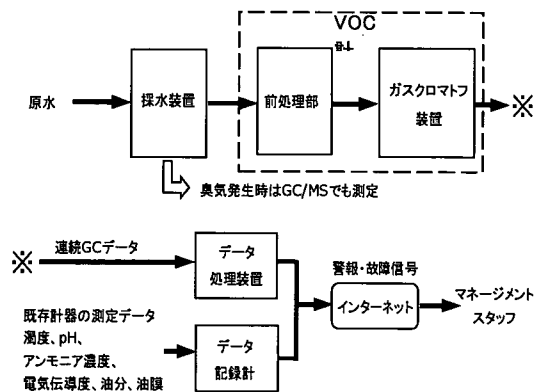 VOC
原水
採水装置
前処理部
ガスクロマトフ
装置
※
臭気発生時はGC/MSでも測定
※
連続GCデータ
データ
処理装置
警報・故障信号
インターネット
マネージメント
スタッフ
既存計器の測定データ
濁度、pH、
アンモニア濃度、
電気伝導度、油分、油膜
データ
記録計